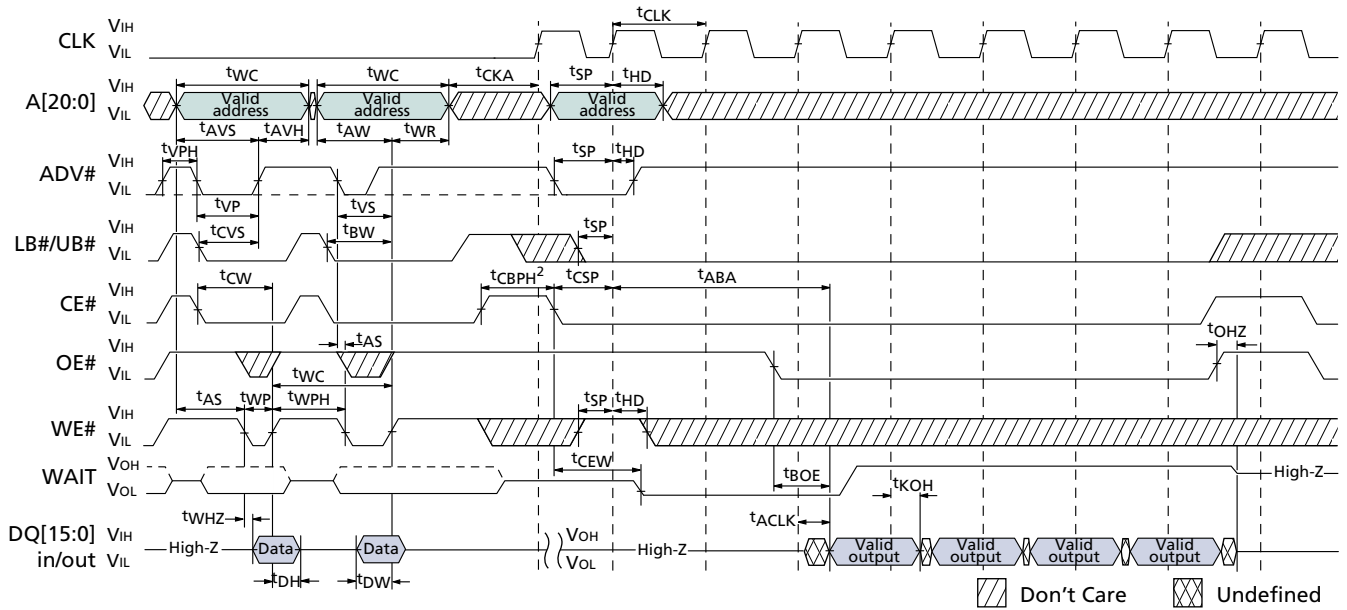 tCLK
CLK VIH
VIL
tWC tWC tCKA tSP tHD
A[20:0] VIH
VIL
Valid address Valid address Valid address
tAVS tAVH tAW tWR
tVPH tSP tHD
ADV# VIH
VIL
tVP tVS
LB#/UB# VIH
VIL
tCVS tBW tSP
tCW tCBPH2 tCSP tABA
CE# VIH
VIL
tOHZ
OE# VIH
VIL
tAS
tWC
tAS tWP tWPH tSP tHD
WE# VIH
VIL
WAIT VOH
VOL
tCEW
High-Z
tBOE
tKOH
tWHZ tACLK
DQ[15:0] in/out VIH
VIL
High-Z Data Data VOH
VOL
High-Z Valid output Valid output Valid output Valid output
tDH tDW
Don't Care Undefined